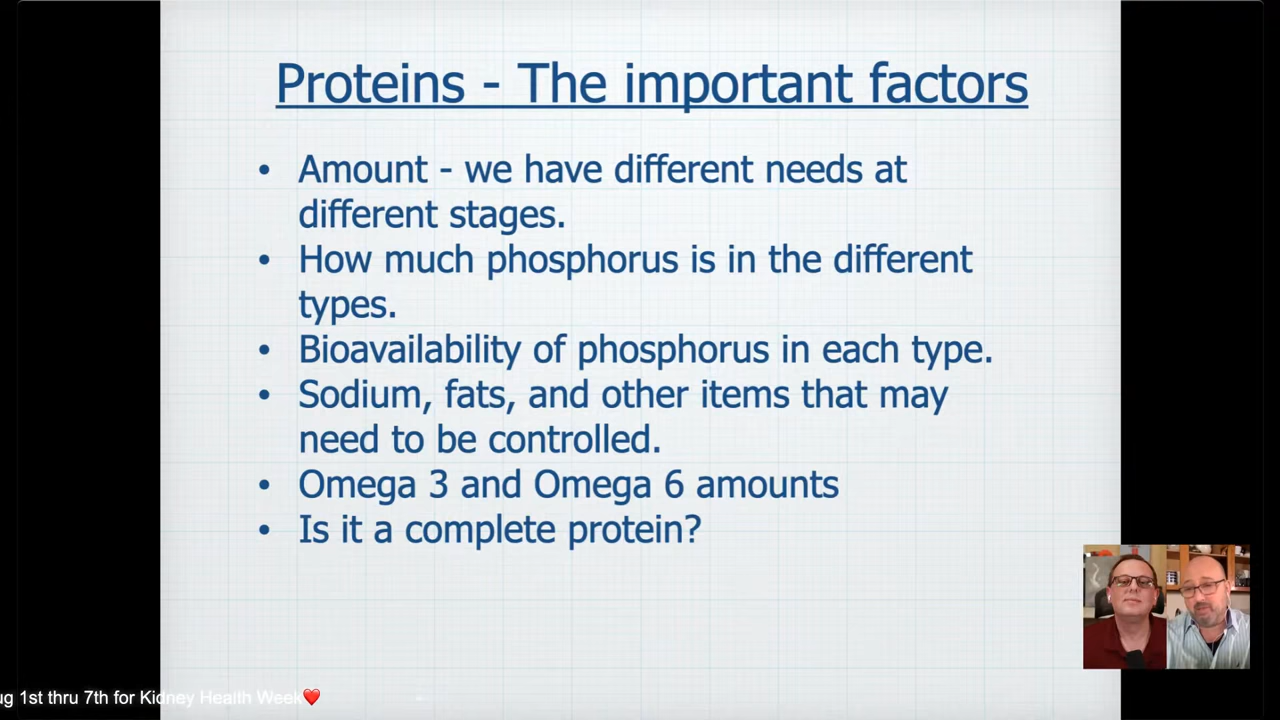 Proteins - The important factors
• Amount - we have different needs at
different stages.
• How much phosphorus is in the different
types.
• Bioavailability of phosphorus in each type.
• Sodium, fats, and other items that may
need to be controlled.
• Omega 3 and Omega 6 amounts
• Is it a complete protein?
ug 1st thru 7th for Kidney Health Week❤️